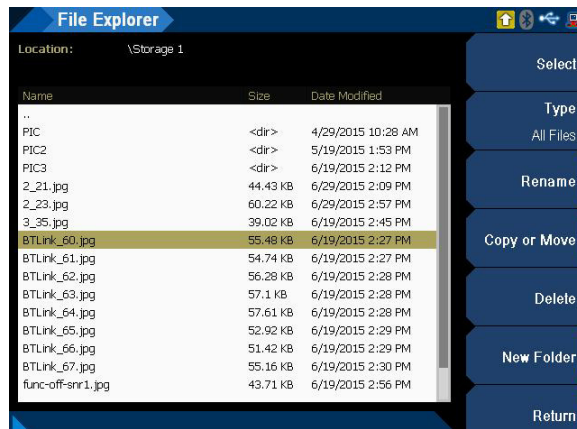 File Explorer
Location: \Storage 1
Name Size Date Modified
..
PIC <dir> 4/29/2015 10:28 AM
PIC2 <dir> 5/19/2015 1:53 PM
PIC3 <dir> 6/19/2015 2:12 PM
2_21.jpg 44.43 KB 6/29/2015 2:09 PM
2_23.jpg 60.22 KB 6/29/2015 2:57 PM
3_35.jpg 39.02 KB 6/19/2015 2:45 PM
BTLink_60.jpg 55.48 KB 6/19/2015 2:27 PM
BTLink_61.jpg 54.74 KB 6/19/2015 2:27 PM
BTLink_62.jpg 56.28 KB 6/19/2015 2:28 PM
BTLink_63.jpg 57.1 KB 6/19/2015 2:28 PM
BTLink_64.jpg 57.61 KB 6/19/2015 2:28 PM
BTLink_65.jpg 52.92 KB 6/19/2015 2:29 PM
BTLink_66.jpg 51.42 KB 6/19/2015 2:29 PM
BTLink_67.jpg 55.16 KB 6/19/2015 2:30 PM
func-off-snr1.jpg 43.71 KB 6/19/2015 2:56 PM
Select
Type
All Files
Rename
Copy or Move
Delete
New Folder
Return